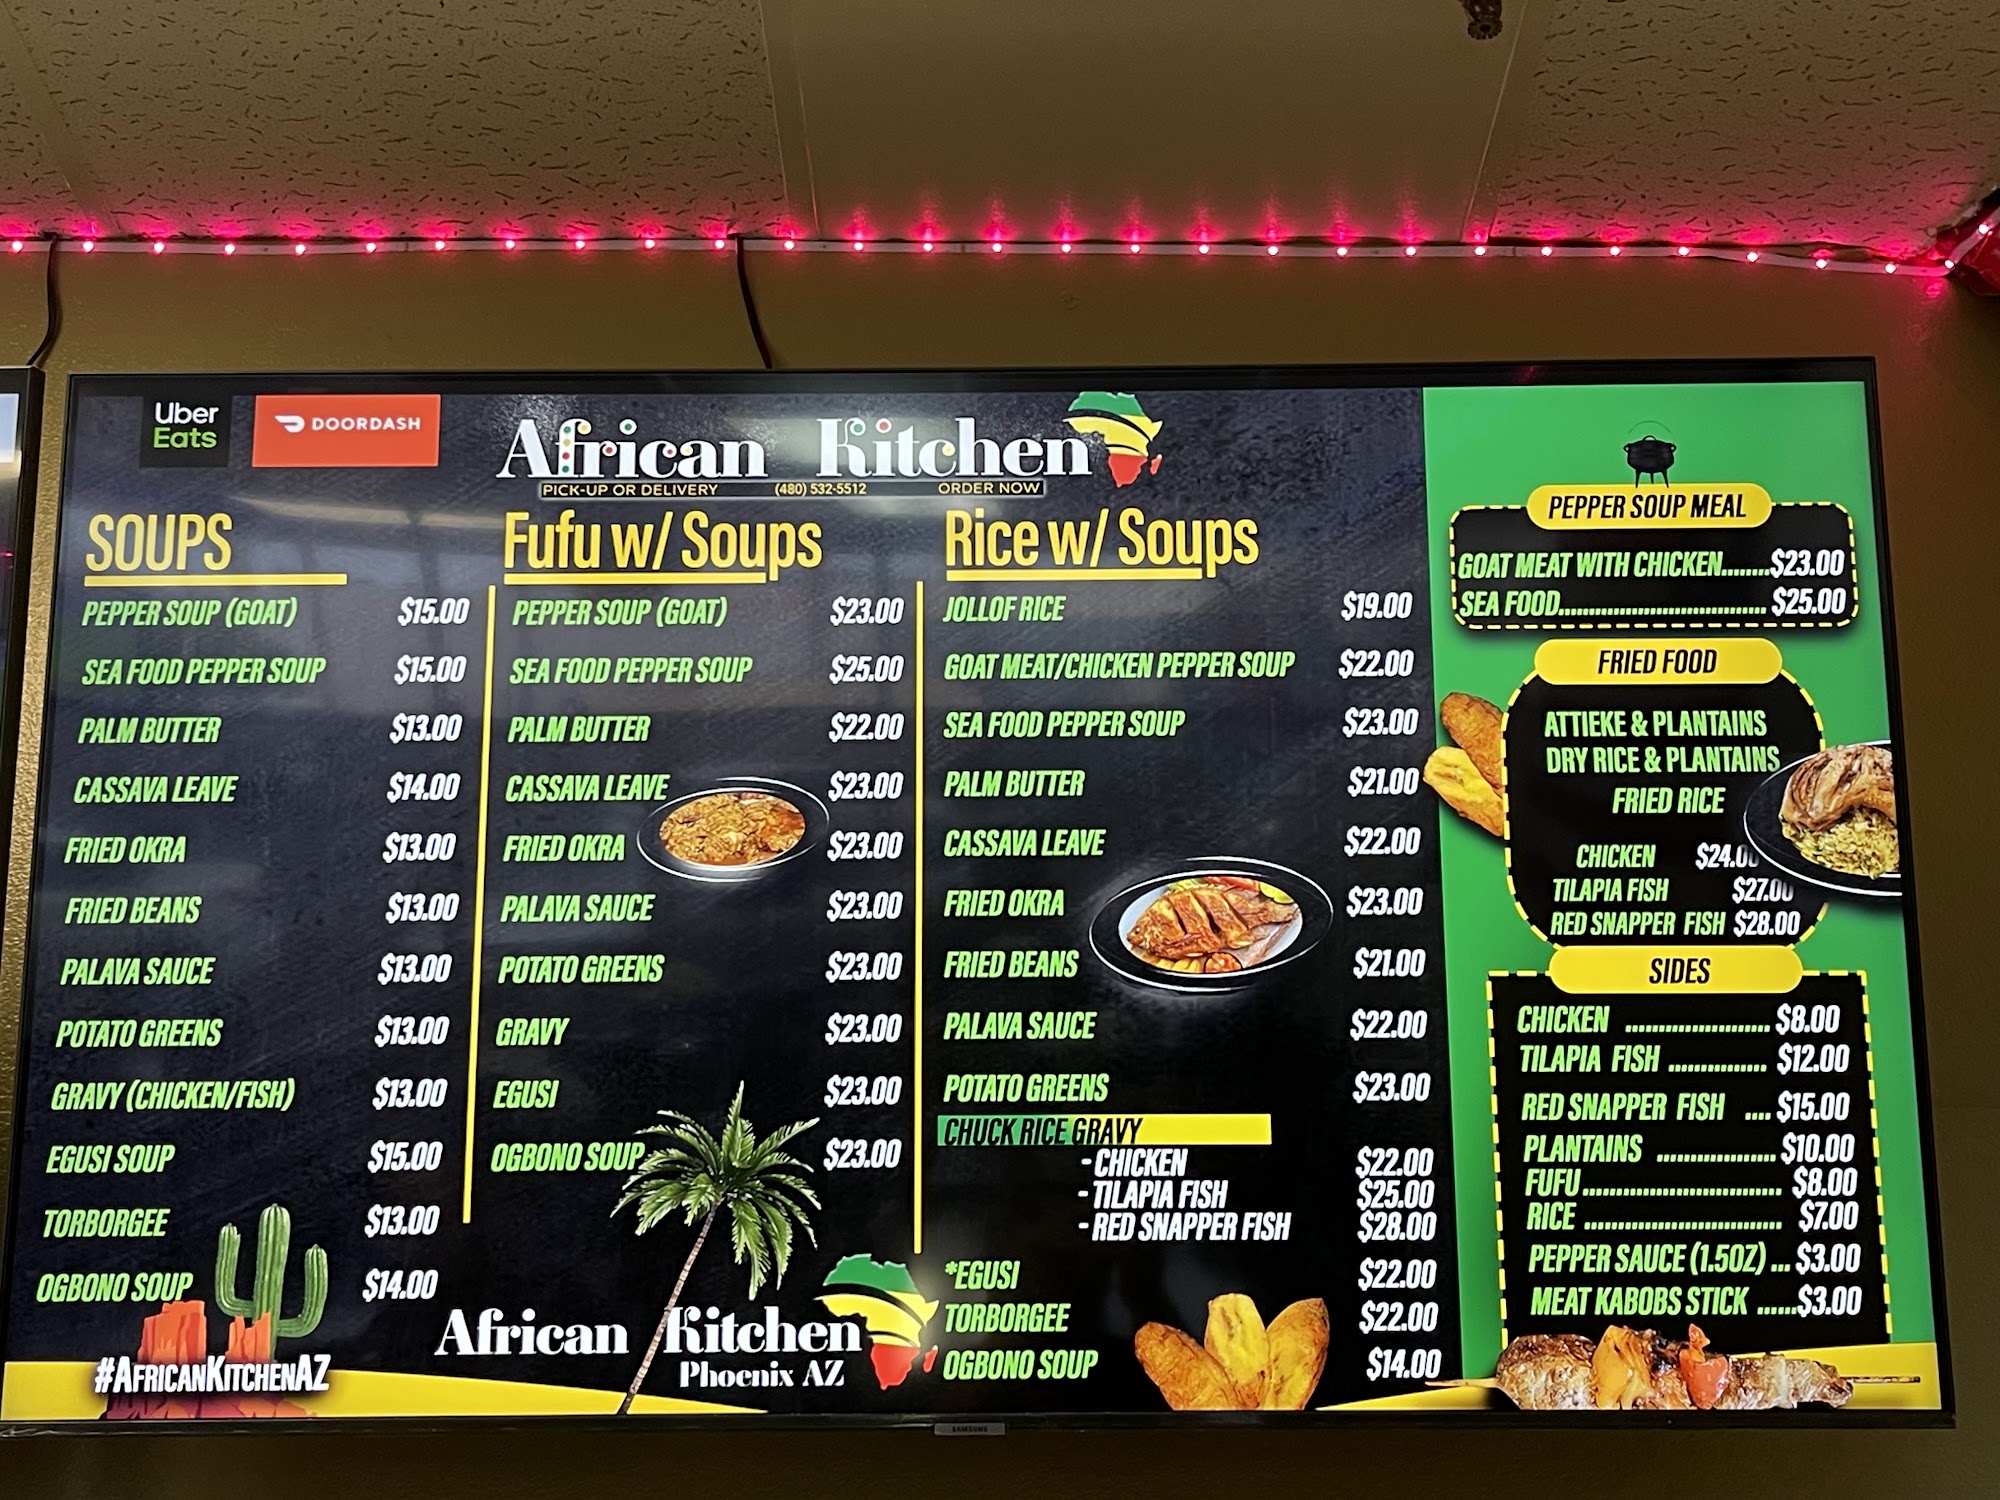 Uber
Eats
DOORDASH
African Kitchen
PICK-UP OR DELIVERY (480) 532-5512 ORDER NOW
SOUPS
PEPPER SOUP (GOAT) $15.00
SEA FOOD PEPPER SOUP $15.00
PALM BUTTER $13.00
CASSAVA LEAVE $14.00
FRIED OKRA $13.00
FRIED BEANS $13.00
PALAVA SAUCE $13.00
POTATO GREENS $13.00
GRAVY (CHICKEN/FISH) $13.00
EGUSI SOUP $15.00
TORBORGEE $13.00
OGBONO SOUP $14.00
#AFRICANKITCHENAZ
Fufu w/ Soups
PEPPER SOUP (GOAT) $23.00
SEA FOOD PEPPER SOUP $25.00
PALM BUTTER $22.00
CASSAVA LEAVE $23.00
FRIED OKRA $23.00
PALAVA SAUCE $23.00
POTATO GREENS $23.00
GRAVY $23.00
EGUSI $23.00
OGBONO SOUP $23.00
African Kitchen
Phoenix AZ
Rice w/ Soups
JOLLOF RICE $19.00
GOAT MEAT/CHICKEN PEPPER SOUP $22.00
SEA FOOD PEPPER SOUP $23.00
PALM BUTTER $21.00
CASSAVA LEAVE $22.00
FRIED OKRA $23.00
FRIED BEANS $21.00
PALAVA SAUCE $22.00
POTATO GREENS $23.00
CHUCK RICE GRAVY
- CHICKEN $22.00
- TILAPIA FISH $25.00
- RED SNAPPER FISH $28.00
*EGUSI $22.00
TORBORGEE $22.00
OGBONO SOUP $14.00
PEPPER SOUP MEAL
GOAT MEAT WITH CHICKEN........$23.00
SEA FOOD................................... $25.00
FRIED FOOD
ATTIEKE & PLANTAINS
DRY RICE & PLANTAINS
FRIED RICE
CHICKEN $24.00
TILAPIA FISH $27.00
RED SNAPPER FISH $28.00
SIDES
CHICKEN ...................... $8.00
TILAPIA FISH ............... $12.00
RED SNAPPER FISH .... $15.00
PLANTAINS .................. $10.00
FUFU.............................. $8.00
RICE .............................. $7.00
PEPPER SAUCE (1.5OZ) ... $3.00
MEAT KABOBS STICK ......$3.00
SAMSUNG